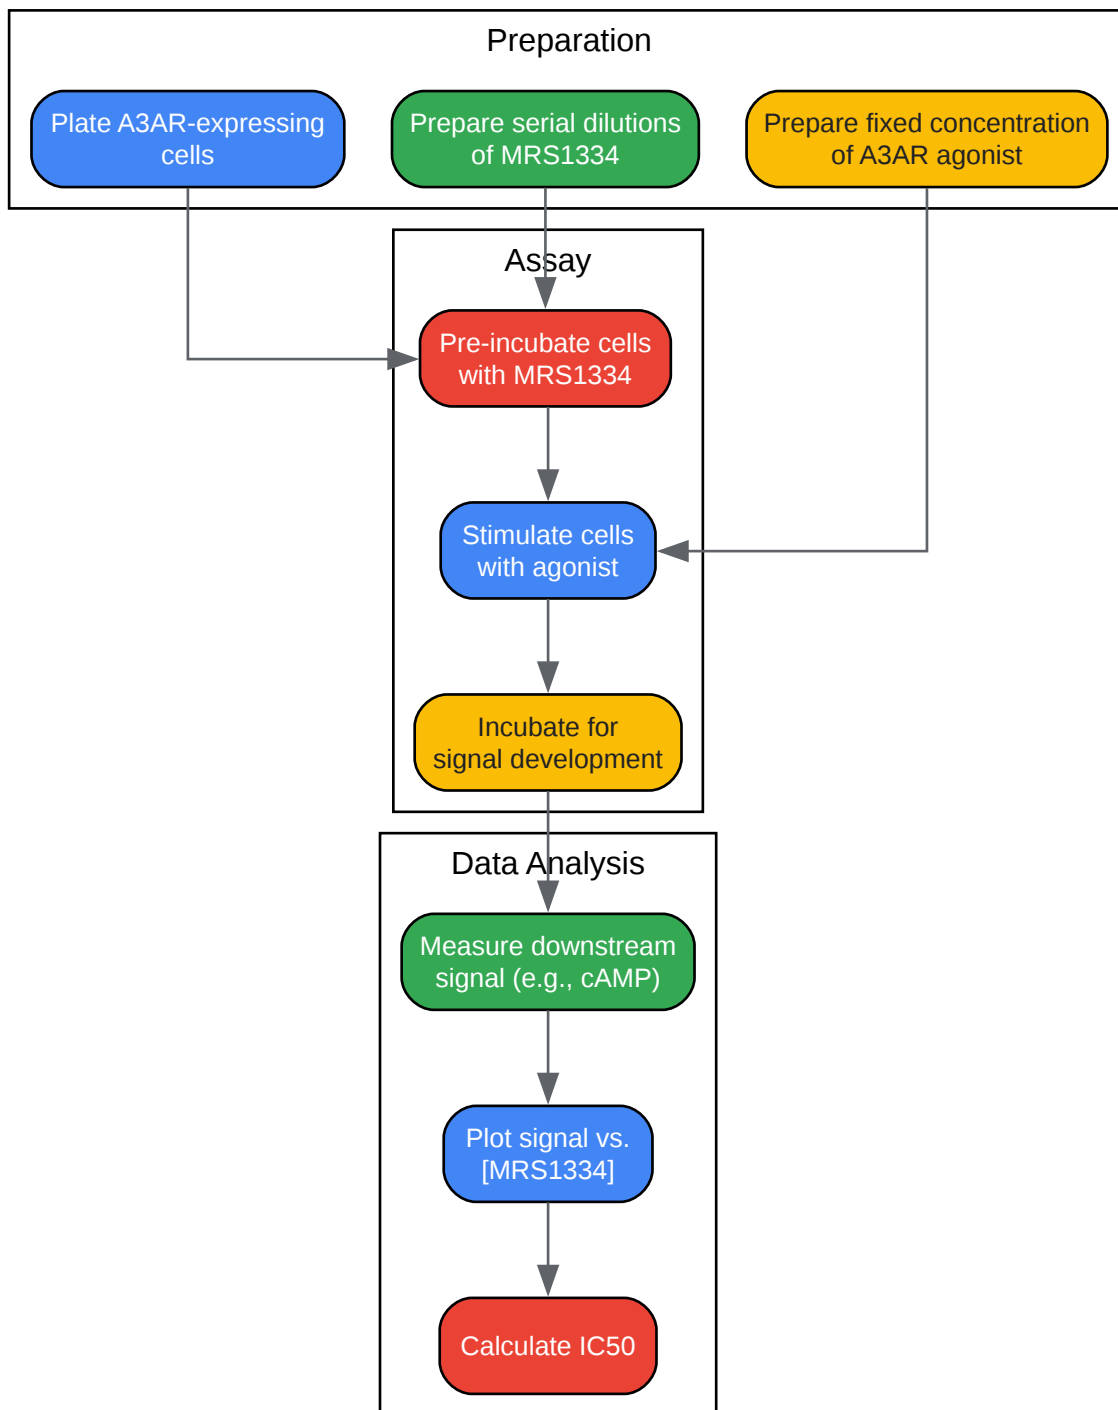 Preparation
Plate A3AR-expressing
cells
Prepare serial dilutions
of MRS1334
Prepare fixed concentration
of A3AR agonist
Assay
Pre-incubate cells
with MRS1334
Stimulate cells
with agonist
Incubate for
signal development
Data Analysis
Measure downstream
signal (e.g., cAMP)
Plot signal vs.
[MRS1334]
Calculate IC50